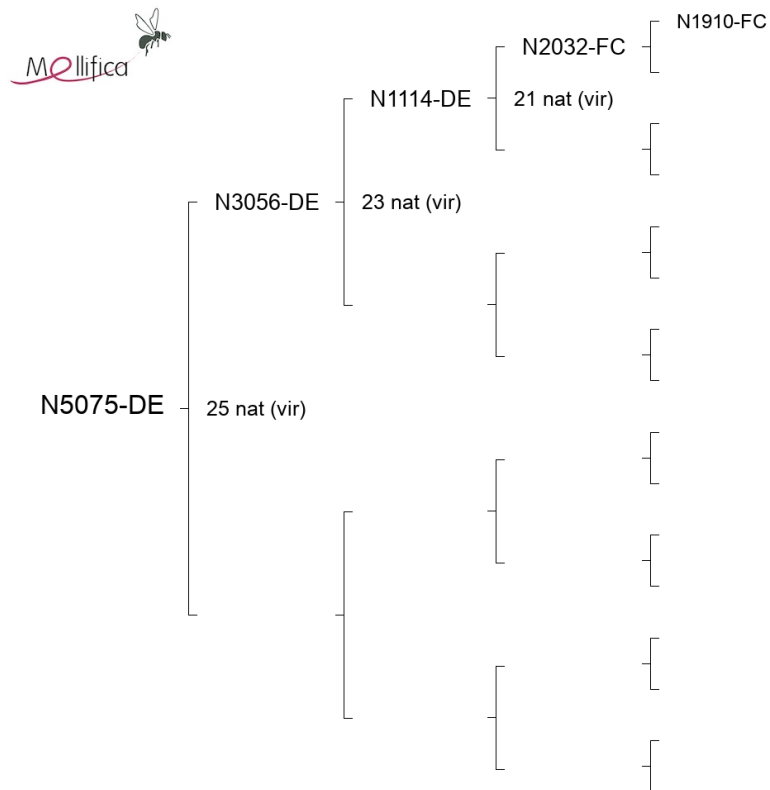 Mellifica
N1910-FC
N2032-FC
N1114-DE
21 nat (vir)
N3056-DE
23 nat (vir)
N5075-DE
25 nat (vir)